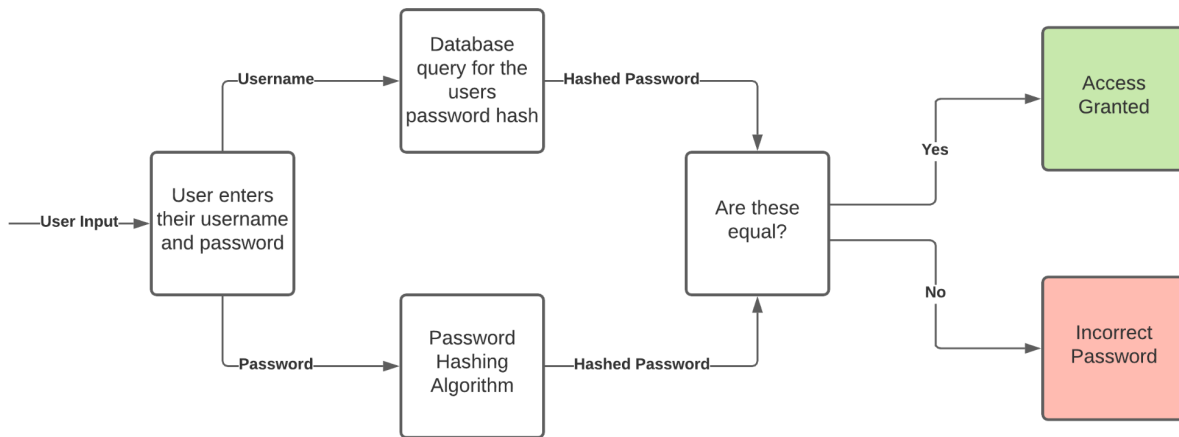 User Input
User enters
their username
and password
Username
Database
query for the
users
password hash
Hashed Password
Password
Password
Hashing
Algorithm
Hashed Password
Are these
equal?
Yes
Access
Granted
No
Incorrect
Password